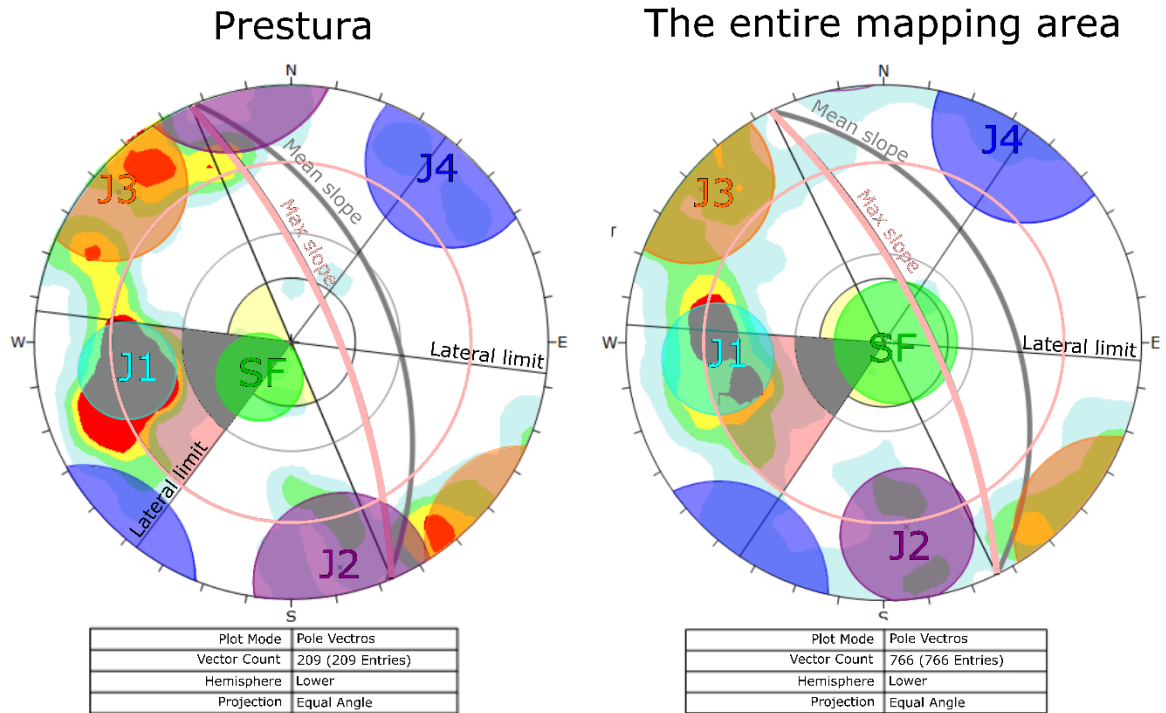 Prestura
The entire mapping area
N
J3
J4
Mean slope
Max slope
W
E
J1
SF
Lateral limit
Lateral limit
J2
S
Plot Mode Pole Vectros
Vector Count 209 (209 Entries)
Hemisphere Lower
Projection Equal Angle
N
J3
J4
Mean slope
Max slope
r
W
E
J1
SF
Lateral limit
J2
S
Plot Mode Pole Vectros
Vector Count 766 (766 Entries)
Hemisphere Lower
Projection Equal Angle